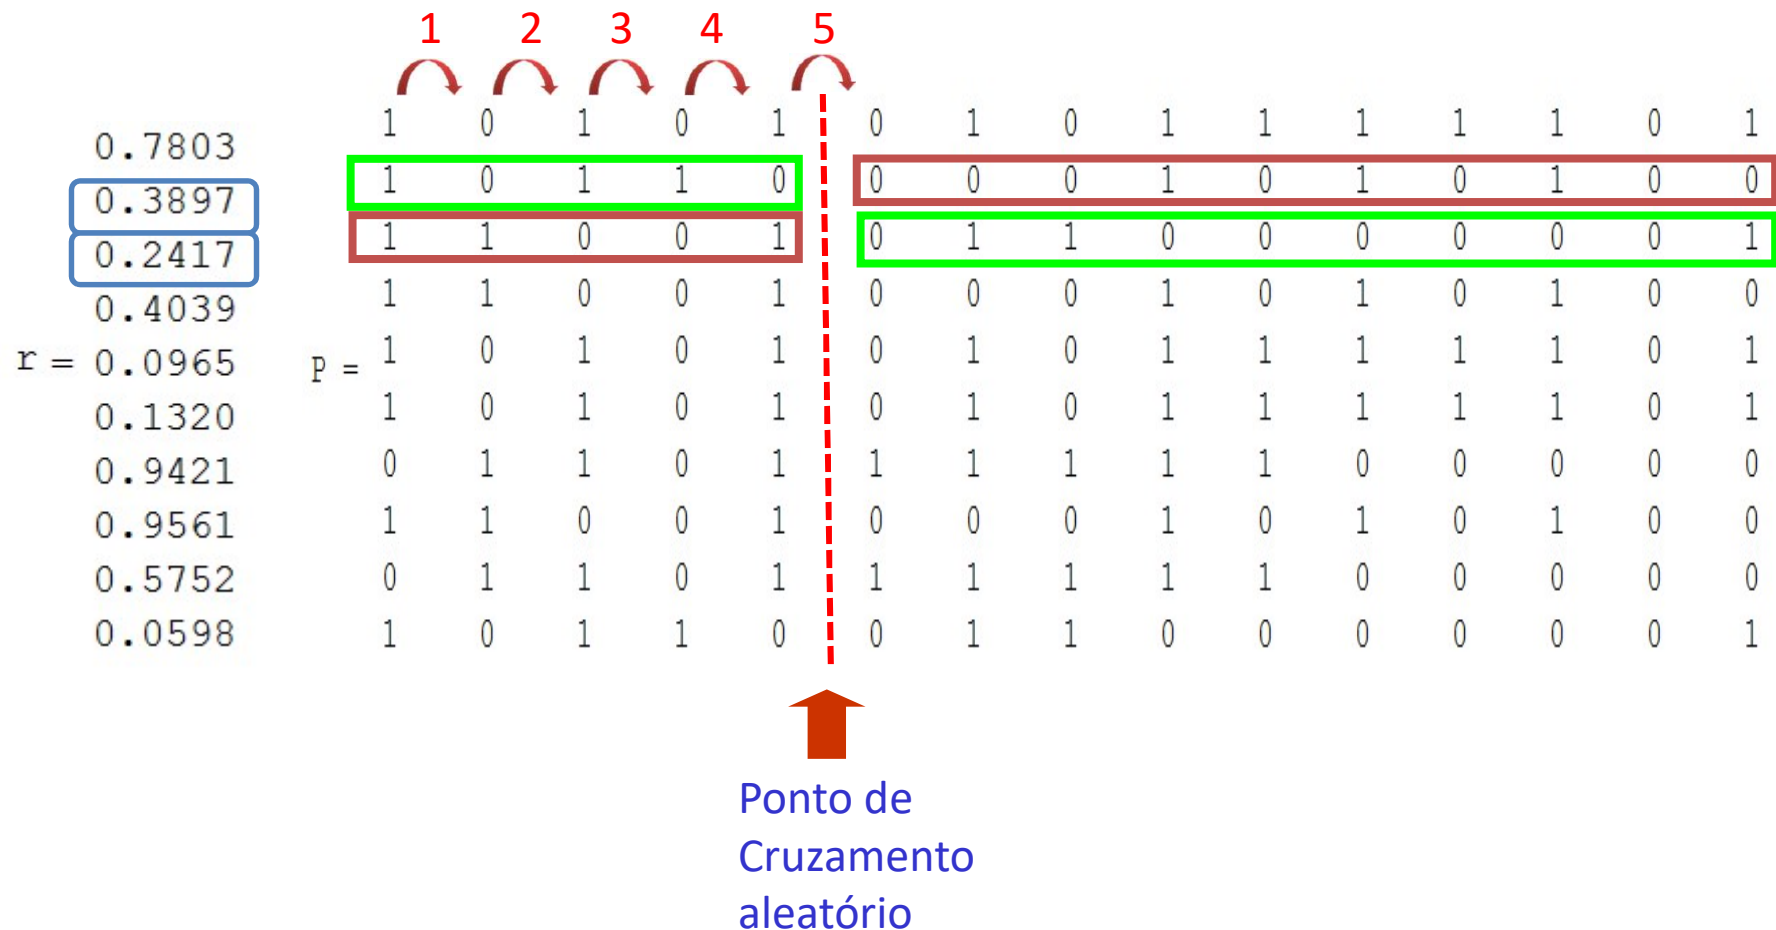 1 2 3 4 5
0.7803 1 0 1 0 1 0 1 0 1 1 1 1 1 0 1
0.3897 1 0 1 1 0 0 0 0 1 0 1 0 1 0 0
0.2417 1 1 0 0 1 0 1 1 0 0 0 0 0 0 1
0.4039 1 1 0 0 1 0 0 0 1 0 1 0 1 0 0
r = 0.0965 P = 1 0 1 0 1 0 1 0 1 1 1 1 1 0 1
0.1320 1 0 1 0 1 0 1 0 1 1 1 1 1 0 1
0.9421 0 1 1 0 1 1 1 1 1 1 0 0 0 0 0
0.9561 1 1 0 0 1 0 0 0 1 0 1 0 1 0 0
0.5752 0 1 1 0 1 1 1 1 1 1 0 0 0 0 0
0.0598 1 0 1 1 0 0 1 1 0 0 0 0 0 0 1
Ponto de
Cruzamento
aleatório